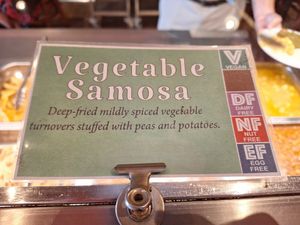 Vegetable
Samosa
Deep-fried mildly spiced vegetable
turnovers stuffed with peas and potatoes.
V
VEGAN
DF
DAIRY
FREE
NF
NUT
FREE
EF
EGG
FREE